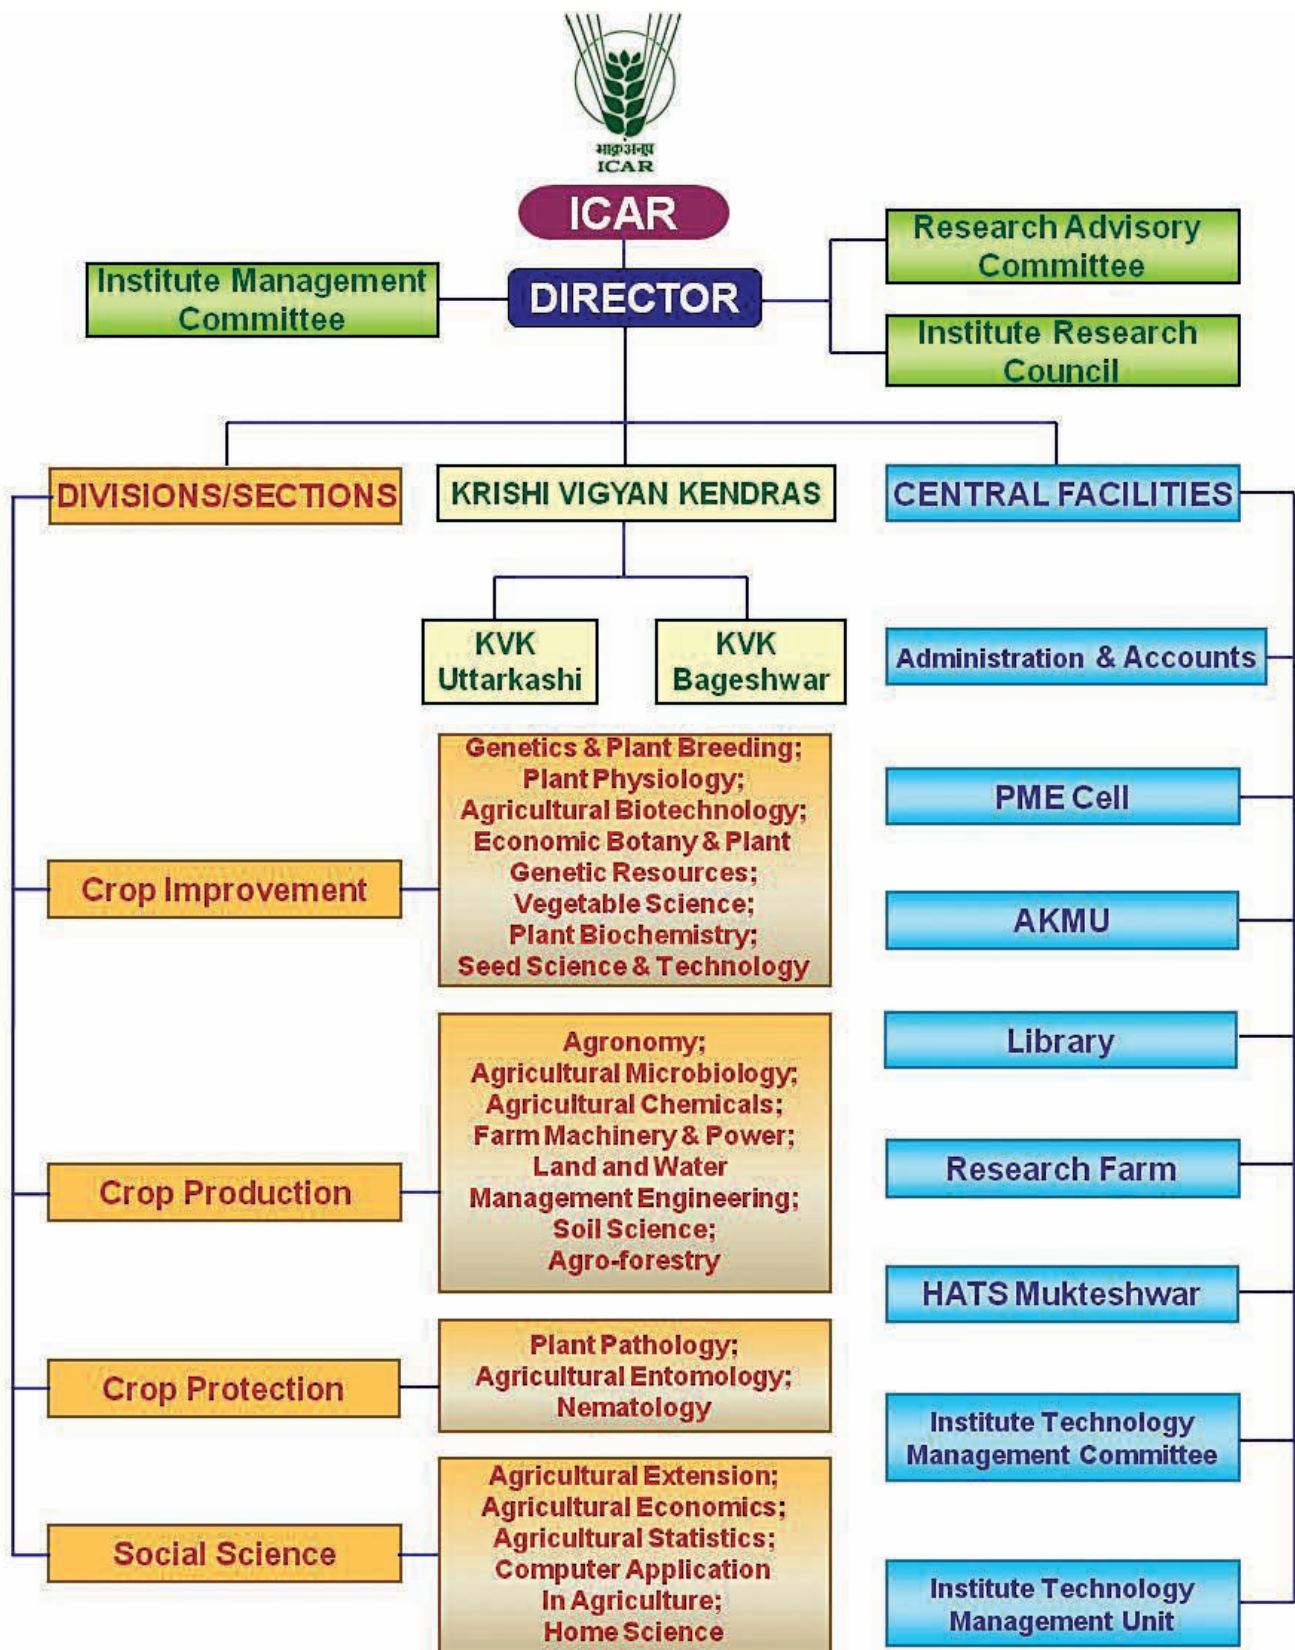 भाकृअनुप
ICAR
ICAR
DIRECTOR
Institute Management
Committee
Research Advisory
Committee
Institute Research
Council
DIVISIONS/SECTIONS
KRISHI VIGYAN KENDRAS
CENTRAL FACILITIES
KVK
Uttarkashi
KVK
Bageshwar
Crop Improvement
Genetics & Plant Breeding;
Plant Physiology;
Agricultural Biotechnology;
Economic Botany & Plant
Genetic Resources;
Vegetable Science;
Plant Biochemistry;
Seed Science & Technology
Crop Production
Agronomy;
Agricultural Microbiology;
Agricultural Chemicals;
Farm Machinery & Power;
Land and Water
Management Engineering;
Soil Science;
Agro-forestry
Crop Protection
Plant Pathology;
Agricultural Entomology;
Nematology
Social Science
Agricultural Extension;
Agricultural Economics;
Agricultural Statistics;
Computer Application
In Agriculture;
Home Science
Administration & Accounts
PME Cell
AKMU
Library
Research Farm
HATS Mukteshwar
Institute Technology
Management Committee
Institute Technology
Management Unit